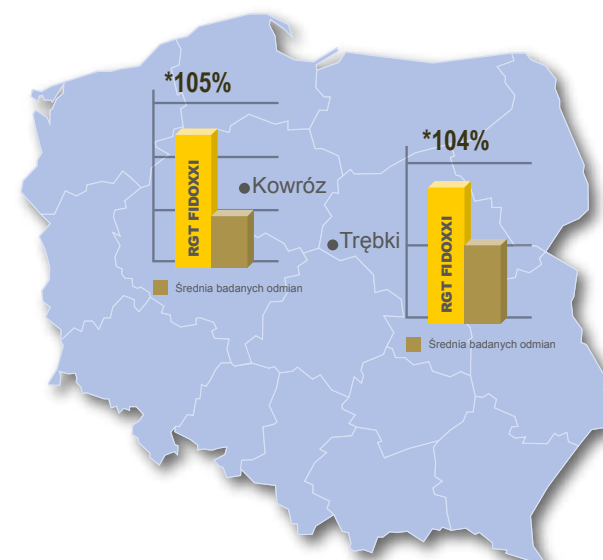 *105%
RGT FIDOXXI
Kowróz
Średnia badanych odmian
*104%
Trębki
RGT FIDOXXI
Średnia badanych odmian